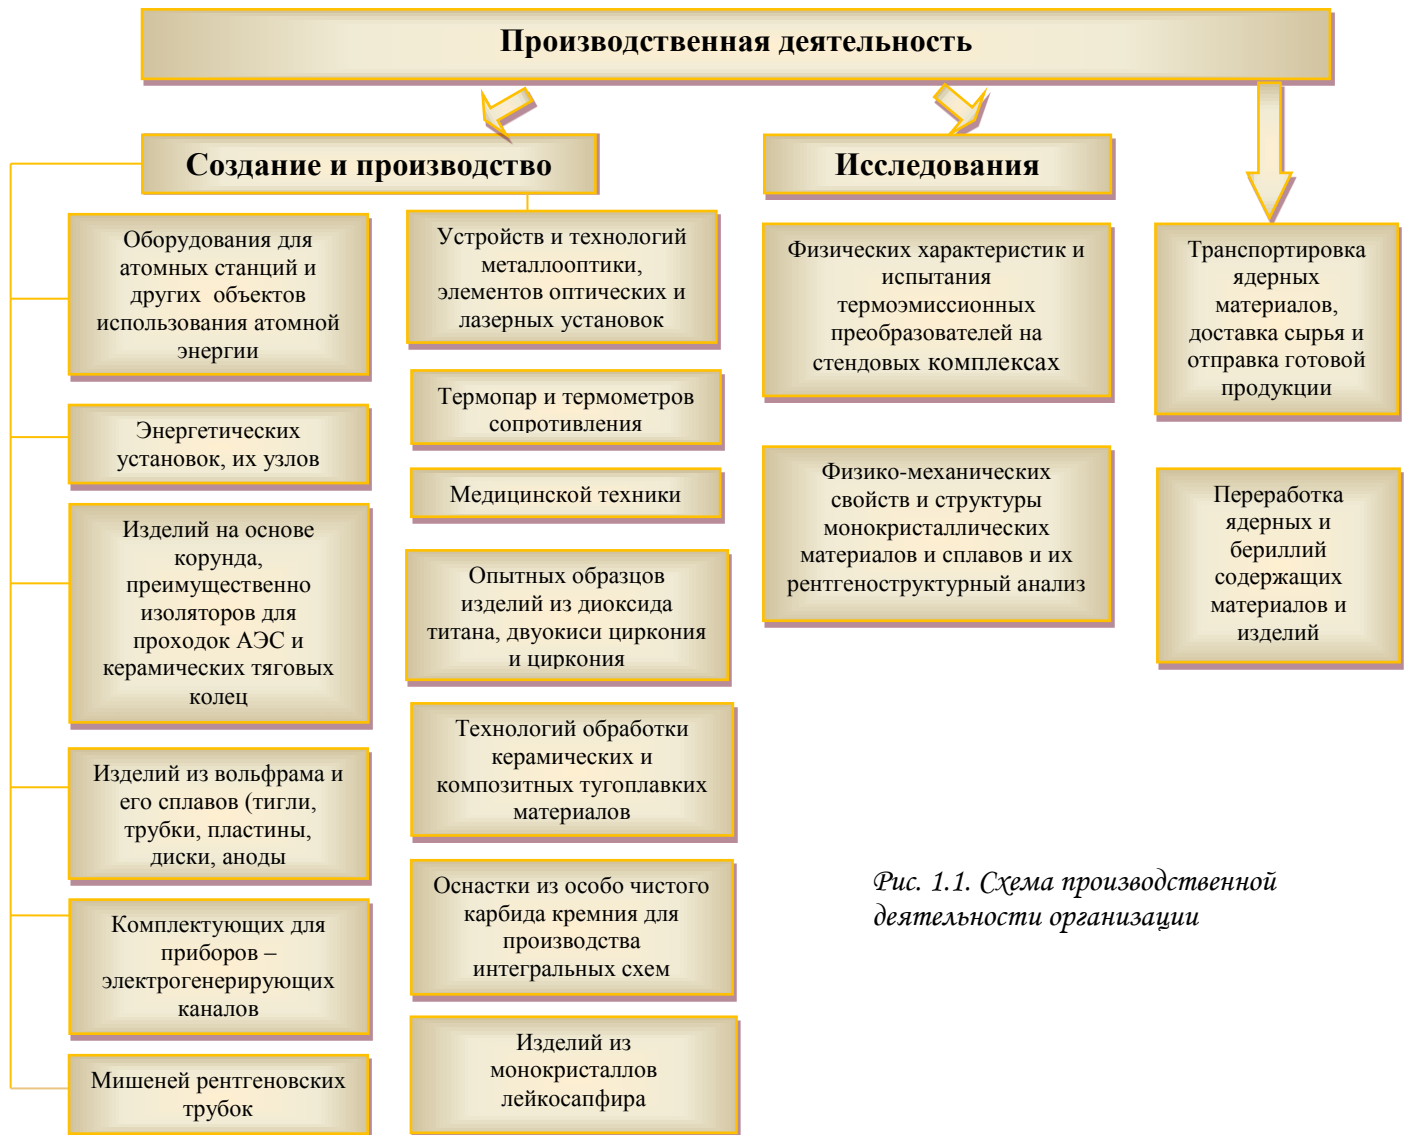 Производственная деятельность
Создание и производство
Оборудования для
атомных станций и
других объектов
использования атомной
энергии
Энергетических
установок, их узлов
Изделий на основе
корунда,
преимущественно
изоляторов для
проходок АЭС и
керамических тяговых
колец
Изделий из вольфрама и
его сплавов (тигли,
трубки, пластины,
диски, аноды
Комплектующих для
приборов –
электрогенерирующих
каналов
Мишеней рентгеновских
трубок
Устройств и технологий
металлооптики,
элементов оптических и
лазерных установок
Термопар и термометров
сопротивления
Медицинской техники
Опытных образцов
изделий из диоксида
титана, двуокиси циркония
и циркония
Технологий обработки
керамических и
композитных тугоплавких
материалов
Оснастки из особо чистого
карбида кремния для
производства
интегральных схем
Изделий из
монокристаллов
лейкосапфира
Исследования
Физических характеристик и
испытания
термоэмиссионных
преобразователей на
стендовых комплексах
Физико-механических
свойств и структуры
монокристаллических
материалов и сплавов и их
рентгеноструктурный анализ
Транспортировка
ядерных
материалов,
доставка сырья и
отправка готовой
продукции
Переработка
ядерных и
бериллий
содержащих
материалов и
изделий
Рис. 1.1. Схема производственной
деятельности организации